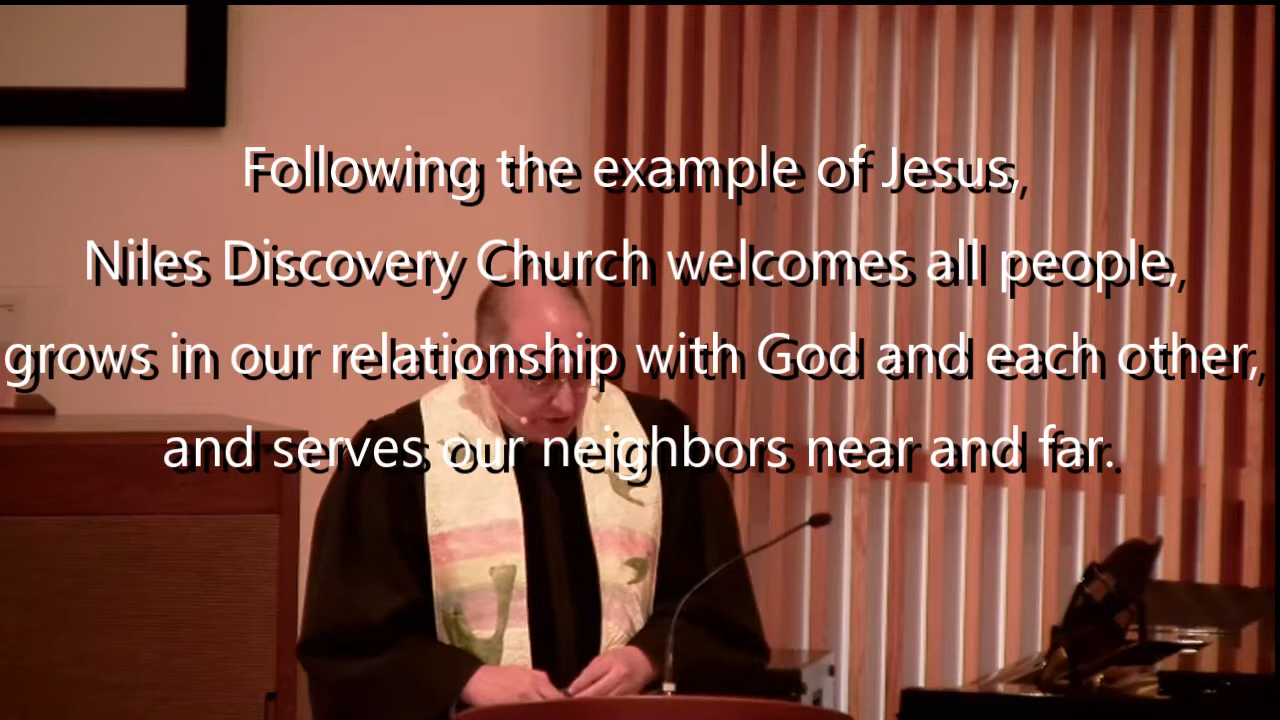 Following the example of Jesus,
Niles Discovery Church welcomes all people,
grows in our relationship with God and each other,
and serves our neighbors near and far.